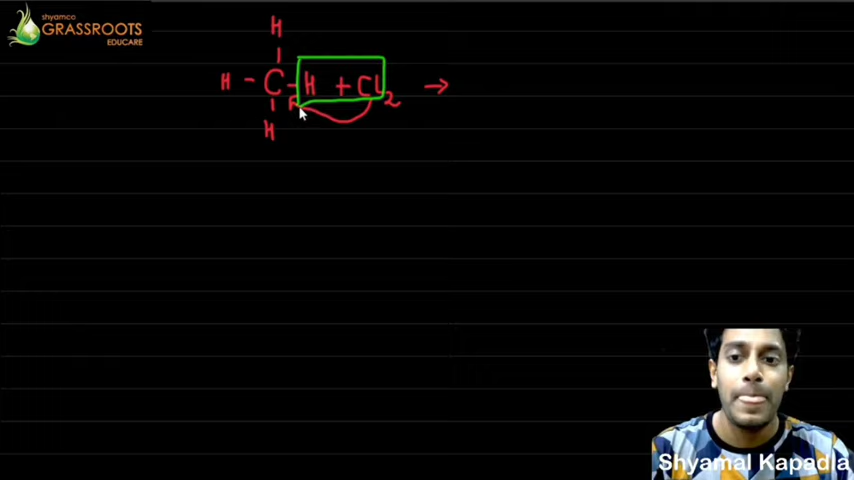 shyamco
GRASSROOTS
EDUCARE
H
H - C - H + Cl2 →
H
Shyamal Kapadia